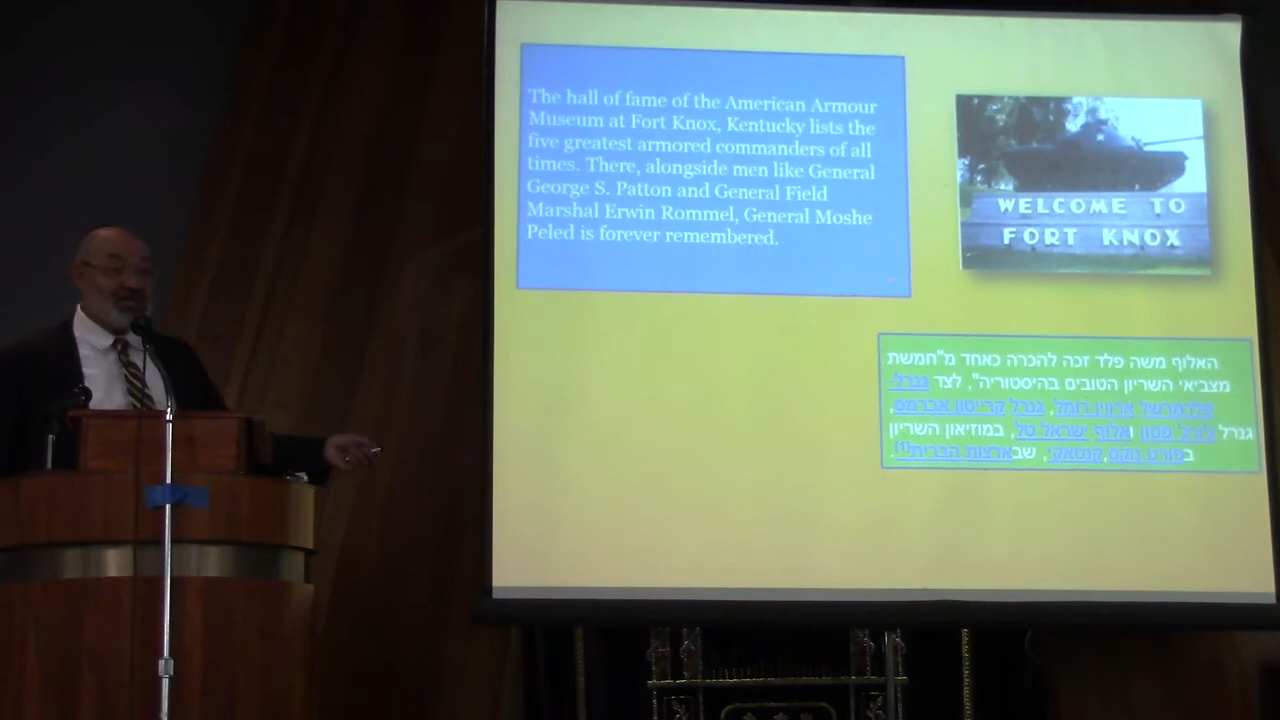 The hall of fame of the American Armour
Museum at Fort Knox, Kentucky lists the
five greatest armored commanders of all
times. There, alongside men like General
George S. Patton and General Field
Marshal Erwin Rommel, General Moshe
Peled is forever remembered.
WELCOME TO
FORT KNOX
האלוף משה פלד זכה להכרה כאחד מ"חמשת
מצביאי השריון הטובים בהיסטוריה", לצד גנרל-
פלדמרשל ארווין רומל, גנרל קרייטון אברמס,
גנרל ג'ורג' פטון ואלוף ישראל טל, במוזיאון השריון
בפורט נוקס,קנטאקי, שבארצות הברית[1].